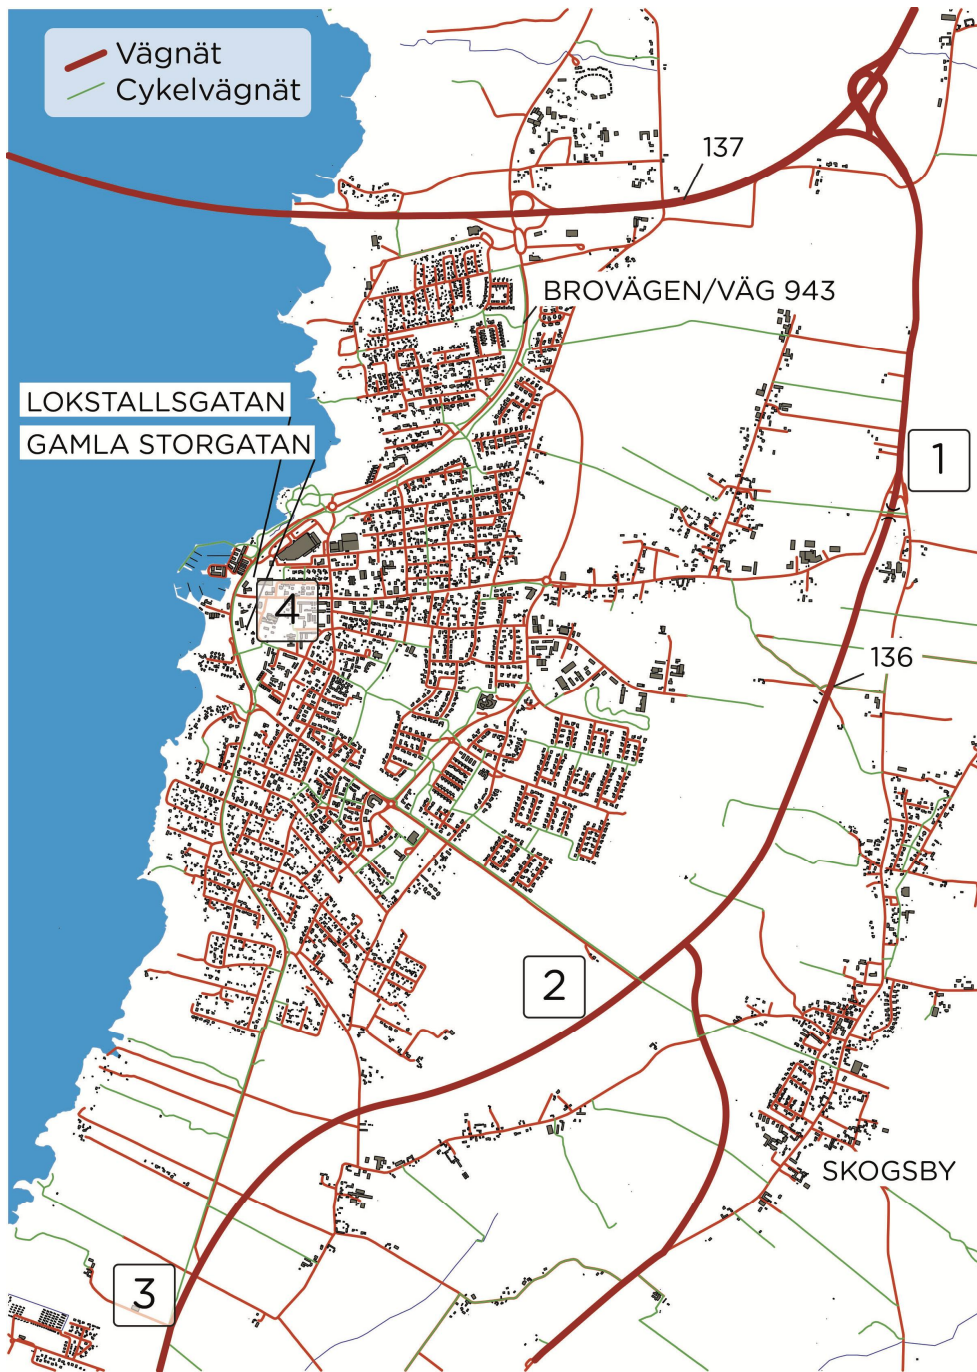 Vägnät
Cykelvägnät
137
BROVÄGEN/VÄG 943
LOKSTALLSGATAN
GAMLA STORGATAN
1
4
136
2
SKOGSBY
3